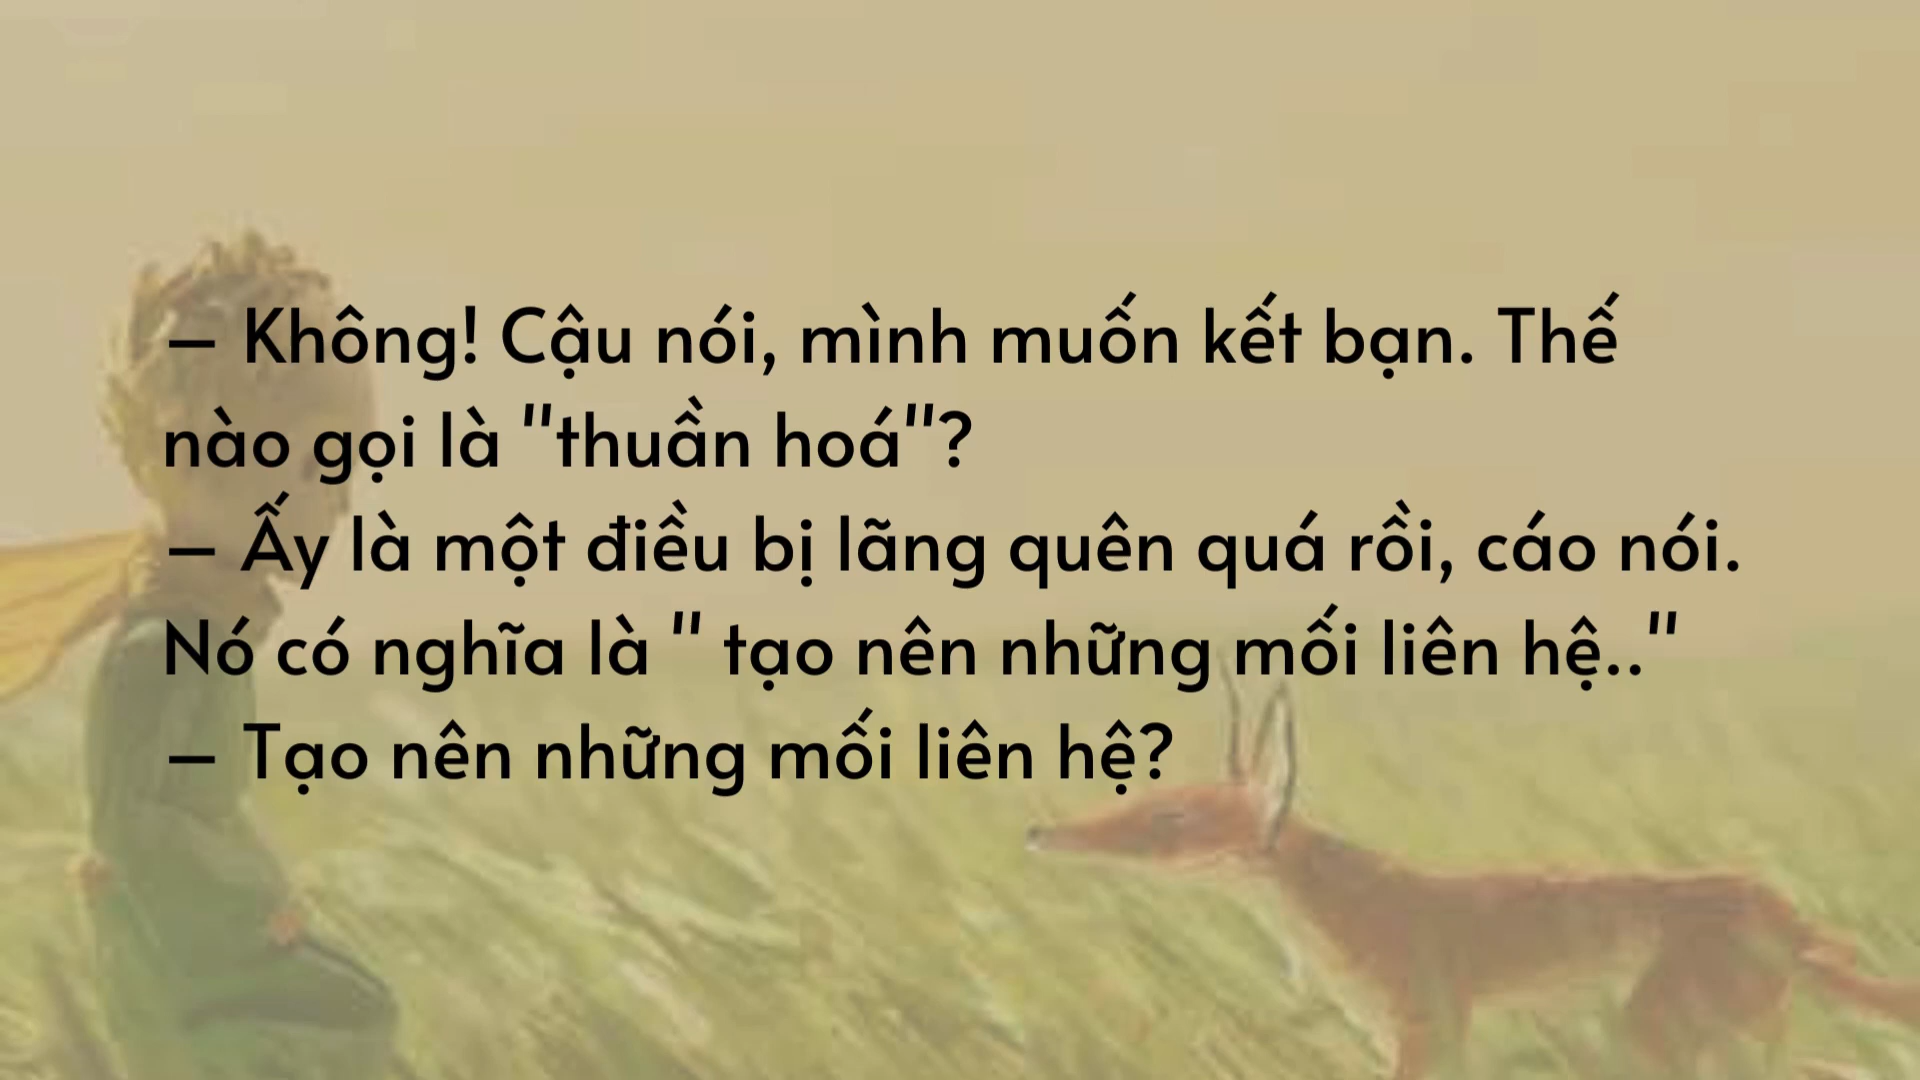 – Không! Cậu nói, mình muốn kết bạn. Thế
nào gọi là "thuần hoá"?
– Ấy là một điều bị lãng quên quá rồi, cáo nói.
Nó có nghĩa là " tạo nên những mối liên hệ.."
– Tạo nên những mối liên hệ?